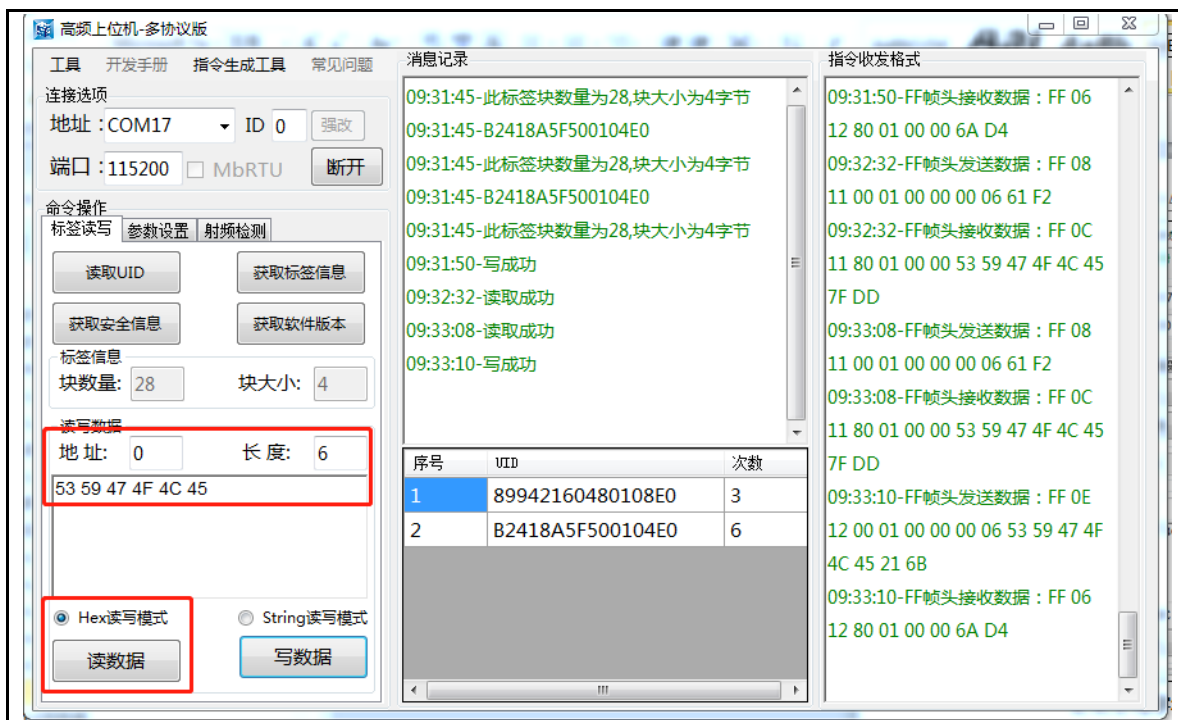 高频上位机-多协议版
工具 开发手册 指令生成工具 常见问题
连接选项
地址：COM17 ID 0 强改
端口：115200 MbRTU 断开
命令操作
标签读写 参数设置 射频检测
读取UID 获取标签信息
获取安全信息 获取软件版本
标签信息
块数量: 28 块大小: 4
读写数据
地 址: 0 长 度: 6
53 59 47 4F 4C 45
Hex读写模式 String读写模式
读数据 写数据
消息记录
09:31:45-此标签块数量为28,块大小为4字节
09:31:45-B2418A5F500104E0
09:31:45-此标签块数量为28,块大小为4字节
09:31:45-B2418A5F500104E0
09:31:45-此标签块数量为28,块大小为4字节
09:31:50-写成功
09:32:32-读取成功
09:33:08-读取成功
09:33:10-写成功
序号 UID 次数
1 89942160480108E0 3
2 B2418A5F500104E0 6
指令收发格式
09:31:50-FF帧头接收数据：FF 06
12 80 01 00 00 6A D4
09:32:32-FF帧头发送数据：FF 08
11 00 01 00 00 00 06 61 F2
09:32:32-FF帧头接收数据：FF 0C
11 80 01 00 00 53 59 47 4F 4C 45
7F DD
09:33:08-FF帧头发送数据：FF 08
11 00 01 00 00 00 06 61 F2
09:33:08-FF帧头接收数据：FF 0C
11 80 01 00 00 53 59 47 4F 4C 45
7F DD
09:33:10-FF帧头发送数据：FF 0E
12 00 01 00 00 00 06 53 59 47 4F
4C 45 21 6B
09:33:10-FF帧头接收数据：FF 06
12 80 01 00 00 6A D4